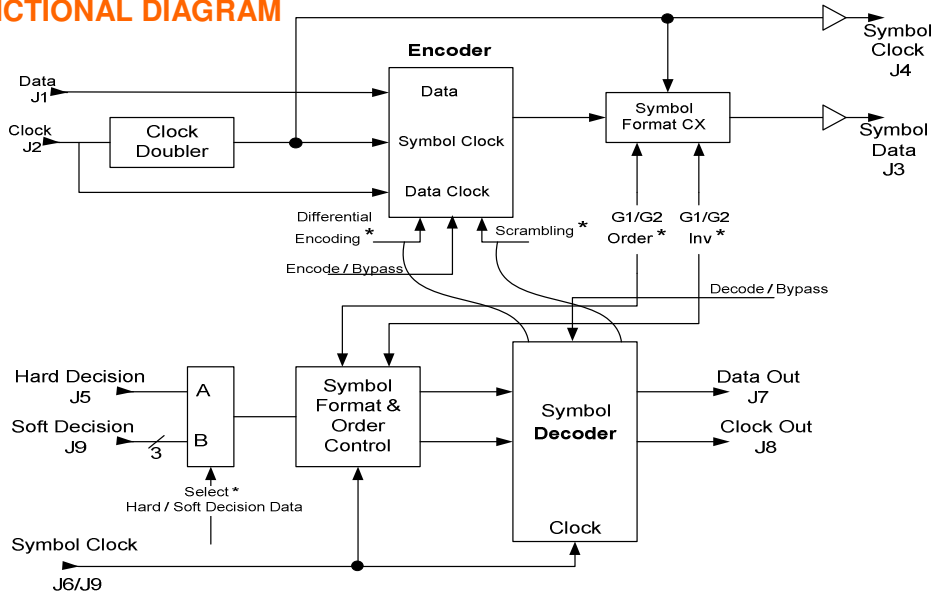 NCTIONAL DIAGRAM
Encoder
Data
J1
Clock
J2
Clock
Doubler
Data
Symbol Clock
Data Clock
Symbol
Format CX
Symbol
Clock
J4
Symbol
Data
J3
Differential
Encoding *
Scrambling *
Encode / Bypass
G1/G2
Order *
G1/G2
Inv *
Decode / Bypass
Hard Decision
J5
Soft Decision
J9
3
A
B
Symbol
Format &
Order
Control
Symbol
Decoder
Clock
Data Out
J7
Clock Out
J8
Select *
Hard / Soft Decision Data
Symbol Clock
J6/J9